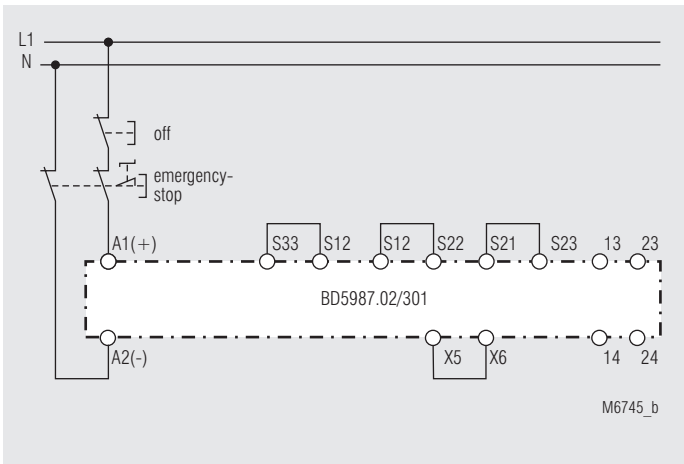 L1
N
off
emergency-
stop
A1(+) S33 S12 S12 S22 S21 S23 13 23
BD5987.02/301
A2(-) X5 X6 14 24
M6745_b